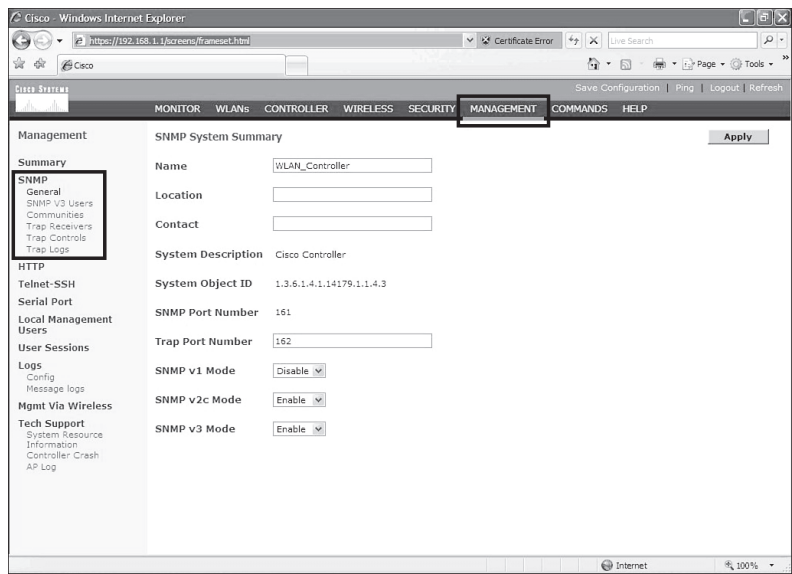 Cisco - Windows Internet Explorer
https://192.168.1.1/screens/frameset.html
Certificate Error
Live Search
Cisco
Page
Tools
Cisco Systems
Save Configuration | Ping | Logout | Refresh
MONITOR WLANs CONTROLLER WIRELESS SECURITY MANAGEMENT COMMANDS HELP
Management
Summary
SNMP
General
SNMP V3 Users
Communities
Trap Receivers
Trap Controls
Trap Logs
HTTP
Telnet-SSH
Serial Port
Local Management
Users
User Sessions
Logs
Config
Message logs
Mgmt Via Wireless
Tech Support
System Resource
Information
Controller Crash
AP Log
SNMP System Summary
Apply
Name WLAN_Controller
Location
Contact
System Description Cisco Controller
System Object ID 1.3.6.1.4.1.14179.1.1.4.3
SNMP Port Number 161
Trap Port Number 162
SNMP v1 Mode Disable
SNMP v2c Mode Enable
SNMP v3 Mode Enable
Internet
100%